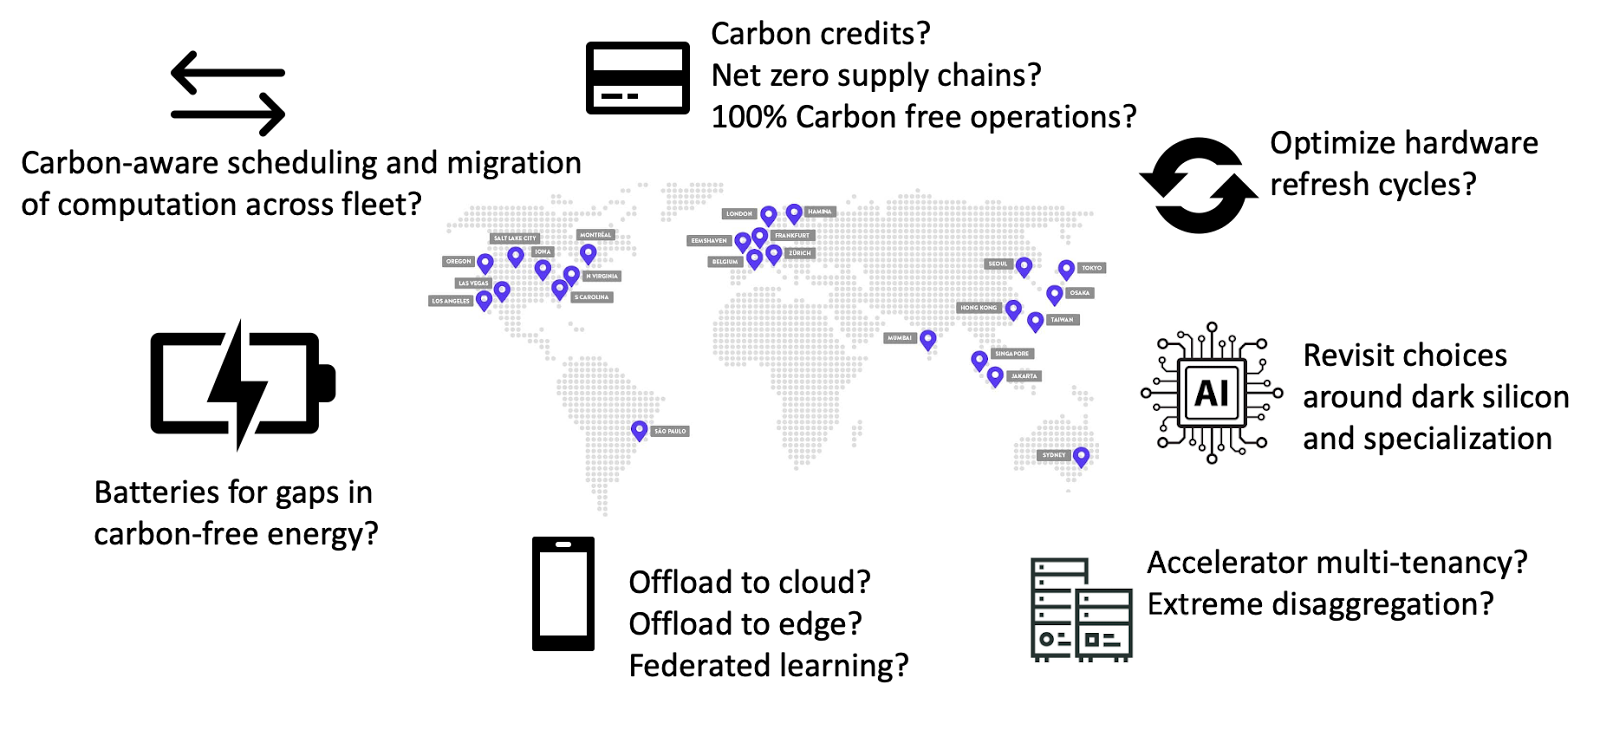 Carbon credits?
Net zero supply chains?
100% Carbon free operations?
Carbon-aware scheduling and migration
of computation across fleet?
Optimize hardware
refresh cycles?
LONDON
HAMINA
EEMSHAVEN
FRANKFURT
BELGIUM
ZÜRICH
SALT LAKE CITY
MONTRÉAL
OREGON
IOWA
LAS VEGAS
N VIRGINIA
LOS ANGELES
S CAROLINA
SEOUL
TOKYO
OSAKA
HONG KONG
TAIWAN
MUMBAI
SINGAPORE
JAKARTA
SÃO PAULO
SYDNEY
AI
Revisit choices
around dark silicon
and specialization
Batteries for gaps in
carbon-free energy?
Offload to cloud?
Offload to edge?
Federated learning?
Accelerator multi-tenancy?
Extreme disaggregation?